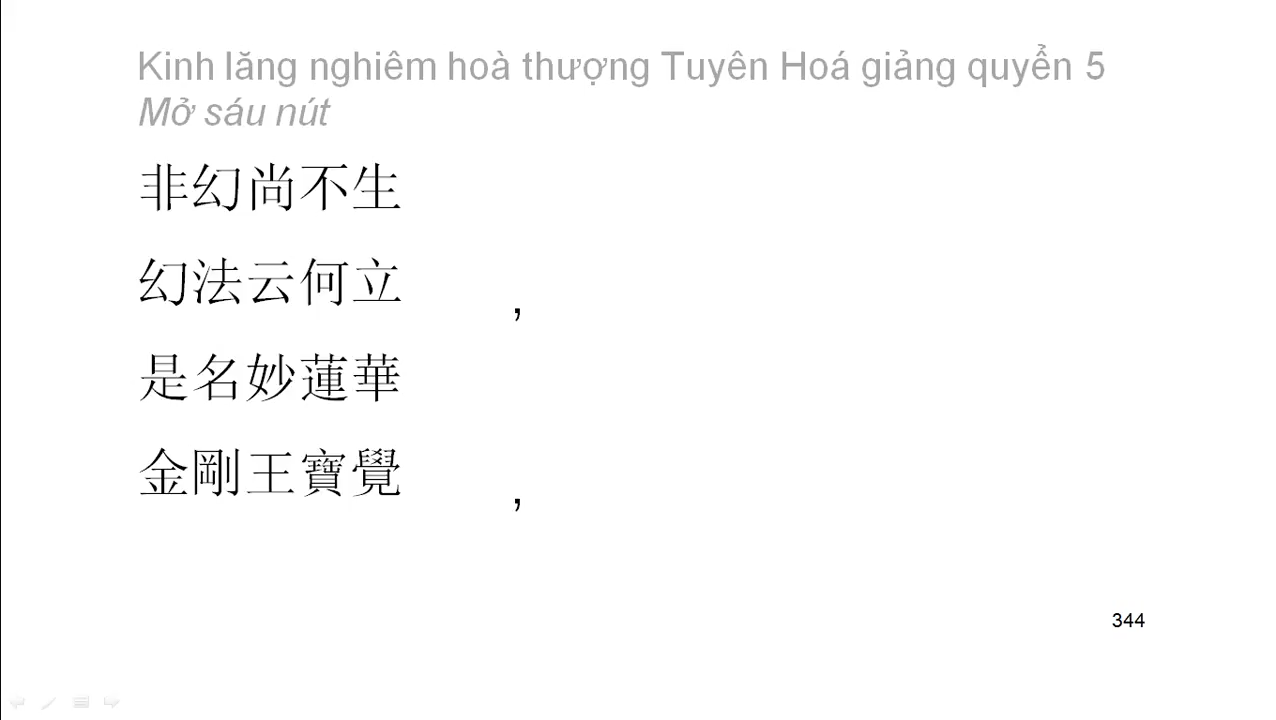 Kinh lăng nghiêm hoà thượng Tuyên Hoá giảng quyển 5
Mở sáu nút
非幻尚不生
幻法云何立 ,
是名妙蓮華
金剛王寶覺 ,
344